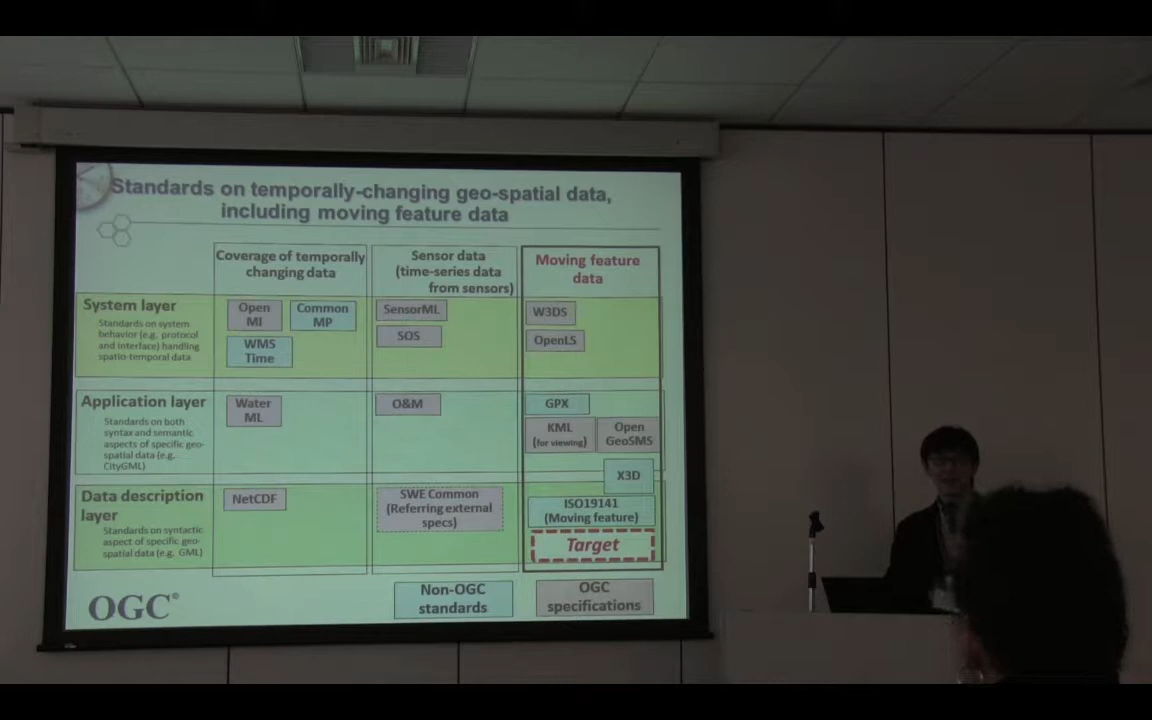 Standards on temporally-changing geo-spatial data,
including moving feature data
Coverage of temporally
changing data
Sensor data
(time-series data
from sensors)
Moving feature
data
System layer
Standards on system
behavior (e.g. protocol
and interface) handling
spatio-temporal data
Open
MI
Common
MP
WMS
Time
SensorML
SOS
W3DS
OpenLS
Application layer
Standards on both
syntax and semantic
aspects of specific geo-
spatial data (e.g.
CityGML)
Water
ML
O&M
GPX
KML
(for viewing)
Open
GeoSMS
X3D
Data description
layer
Standards on syntactic
aspect of specific geo-
spatial data (e.g. GML)
NetCDF
SWE Common
(Referring external
specs)
ISO19141
(Moving feature)
Target
OGC®
Non-OGC
standards
OGC
specifications